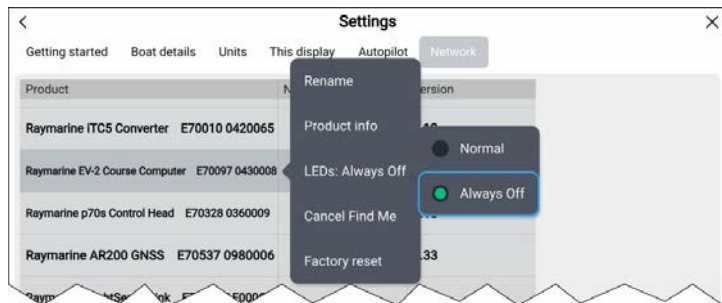 Settings
Getting started Boat details Units This display Autopilot Network
Product N ersion
Rename
Raymarine iTC5 Converter E70010 0420065
Product info
Normal
Raymarine EV-2 Course Computer E70097 0430008
LEDs: Always Off
Always Off
Raymarine p70s Control Head E70328 0360009
Cancel Find Me
Raymarine AR200 GNSS E70537 0980006 .33
Factory reset